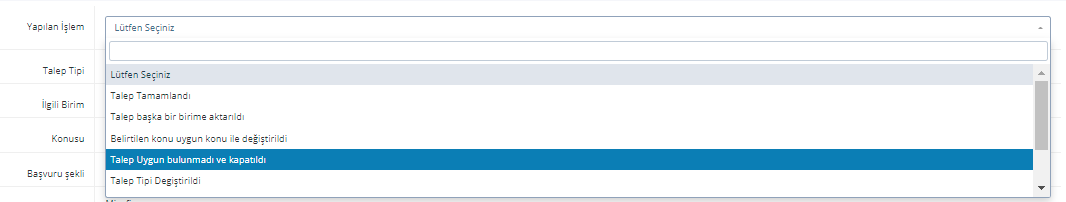 Yapılan İşlem
Lütfen Seçiniz
Lütfen Seçiniz
Talep Tipi
Talep Tamamlandı
İlgili Birim
Talep başka bir birime aktarıldı
Konusu
Belirtilen konu uygun konu ile değiştirildi
Talep Uygun bulunmadı ve kapatıldı
Başvuru şekli
Talep Tipi Degiştirildi